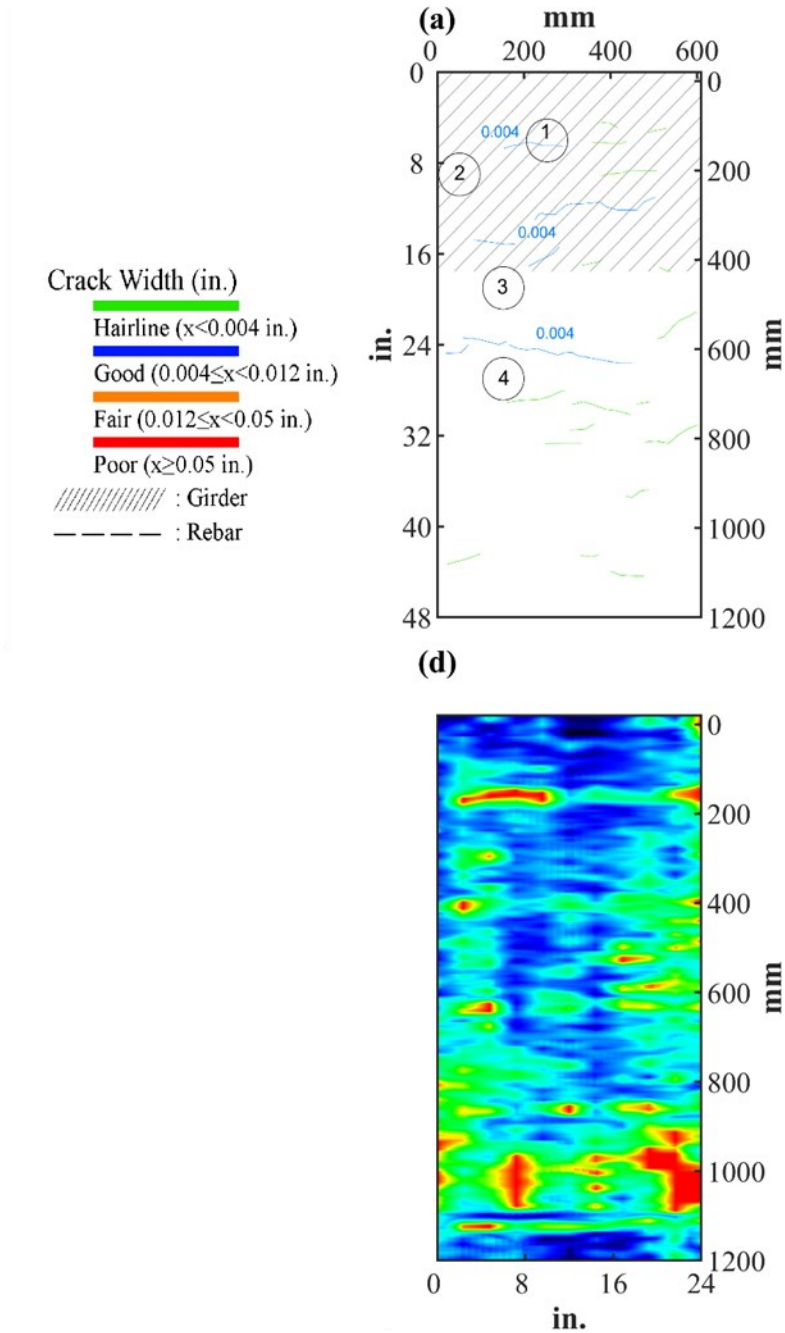 (a)
mm
0 200 400 600
0
8
16
24
32
40
48
in.
0
200
400
600
800
1000
1200
mm
0.004
1
2
0.004
3
0.004
4
Crack Width (in.)
Hairline (x<0.004 in.)
Good (0.004≤x<0.012 in.)
Fair (0.012≤x<0.05 in.)
Poor (x≥0.05 in.)
: Girder
: Rebar
(d)
0
200
400
600
800
1000
1200
mm
0 8 16 24
in.